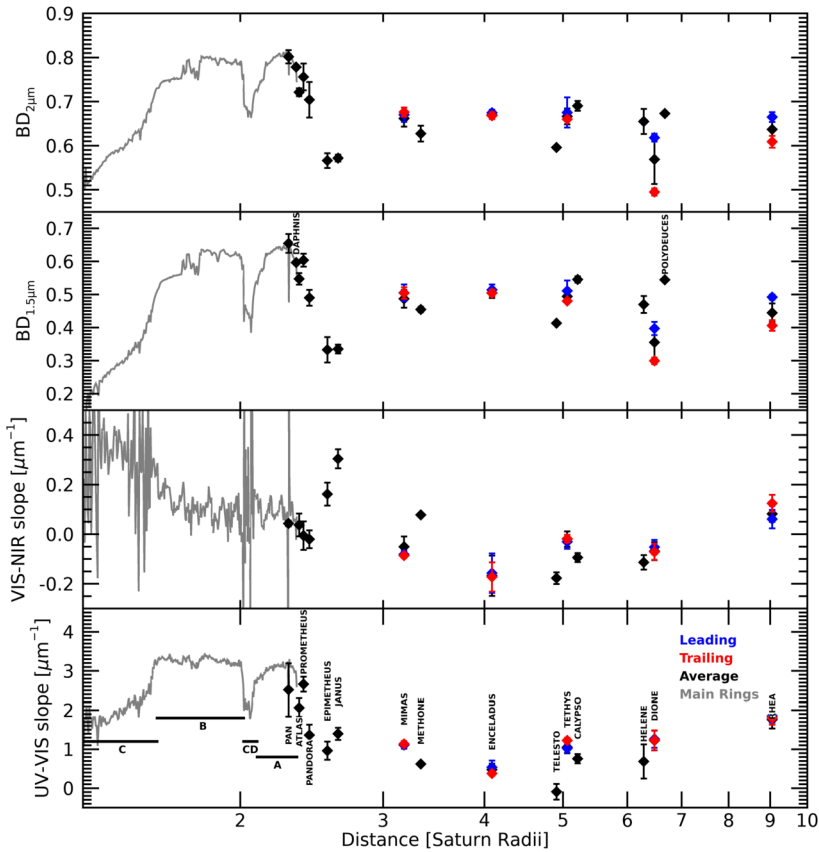 0.9
0.8
0.7
0.6
0.5
BD2μm
0.7
0.6
0.5
0.4
0.3
0.2
BD1.5μm
DAPHNIS
POLYDEUCES
0.4
0.2
0.0
-0.2
VIS-NIR slope [μm⁻¹]
4
3
2
1
0
UV-VIS slope [μm⁻¹]
Leading
Trailing
Average
Main Rings
C
B
CD
A
PAN
ATLAS
PROMETHEUS
PANDORA
EPIMETHEUS
JANUS
MIMAS
METHONE
ENCELADUS
TELESTO
TETHYS
CALYPSO
HELENE
DIONE
RHEA
2
3
4
5
6
7
8
9
10
Distance [Saturn Radii]